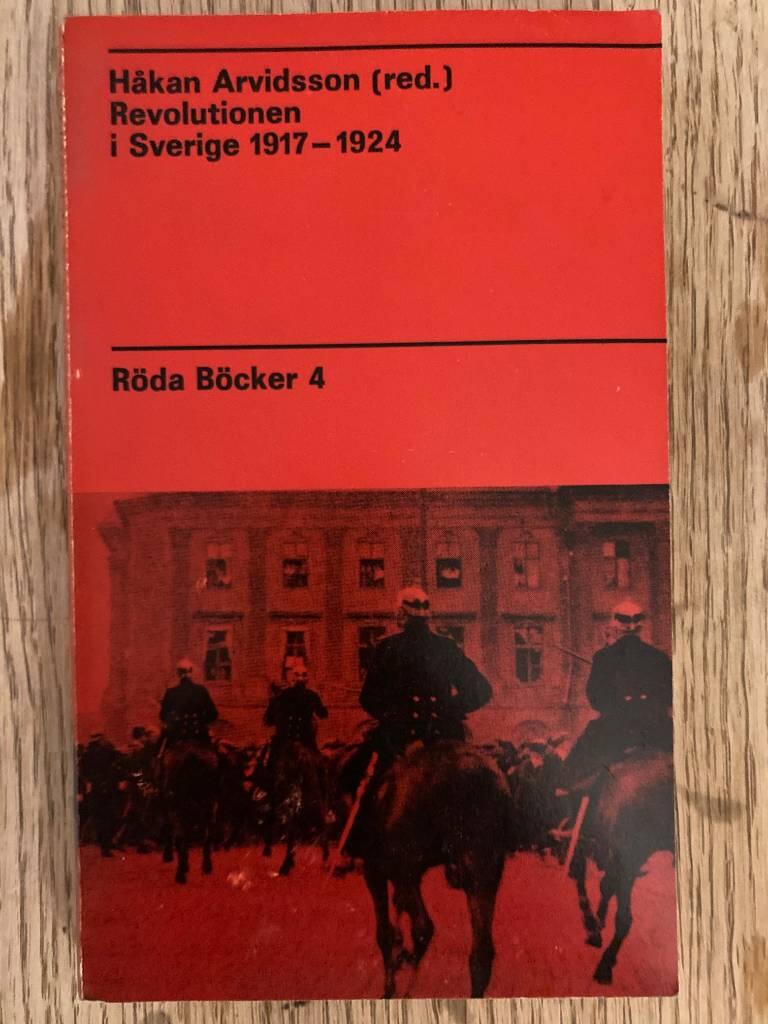 Håkan Arvidsson (red.)
Revolutionen
i Sverige 1917–1924
Röda Böcker 4